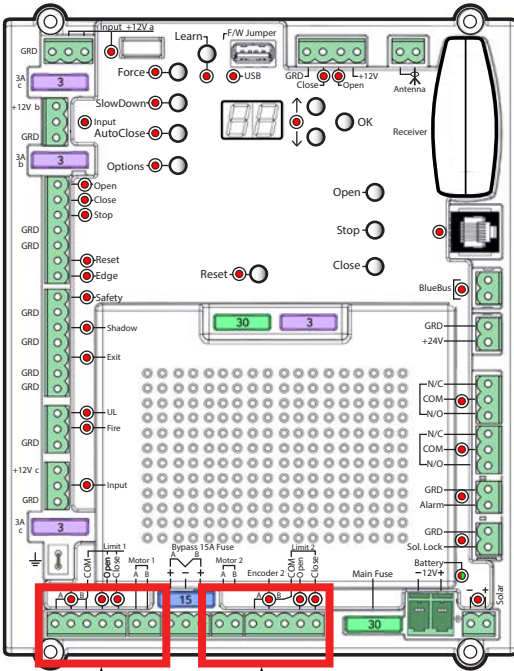 Input +12V a
Learn
F/W Jumper
GRD
Force
USB
GRD
+12V
Close
Open
Antenna
3A
c
3
+12V b
SlowDown
Input
AutoClose
OK
Receiver
GRD
3A
b
3
Options
Open
Close
Stop
GRD
GRD
Reset
Edge
Open
Stop
Close
Reset
Safety
BlueBus
GRD
Shadow
30
3
GRD
+24V
GRD
Exit
GRD
GRD
N/C
COM
N/O
UL
Fire
GRD
N/C
COM
N/O
+12V c
Input
GRD
GRD
Alarm
3A
c
3
GRD
Sol. Lock
Limit 1
Bypass 15A Fuse
Limit 2
COM
Open
Close
Motor 1
A B
A B
+ − +
Motor 2
A B
Encoder 2
COM
Open
Close
Battery
−12V+
A B
15
A B
Main Fuse
30
− +
Solar